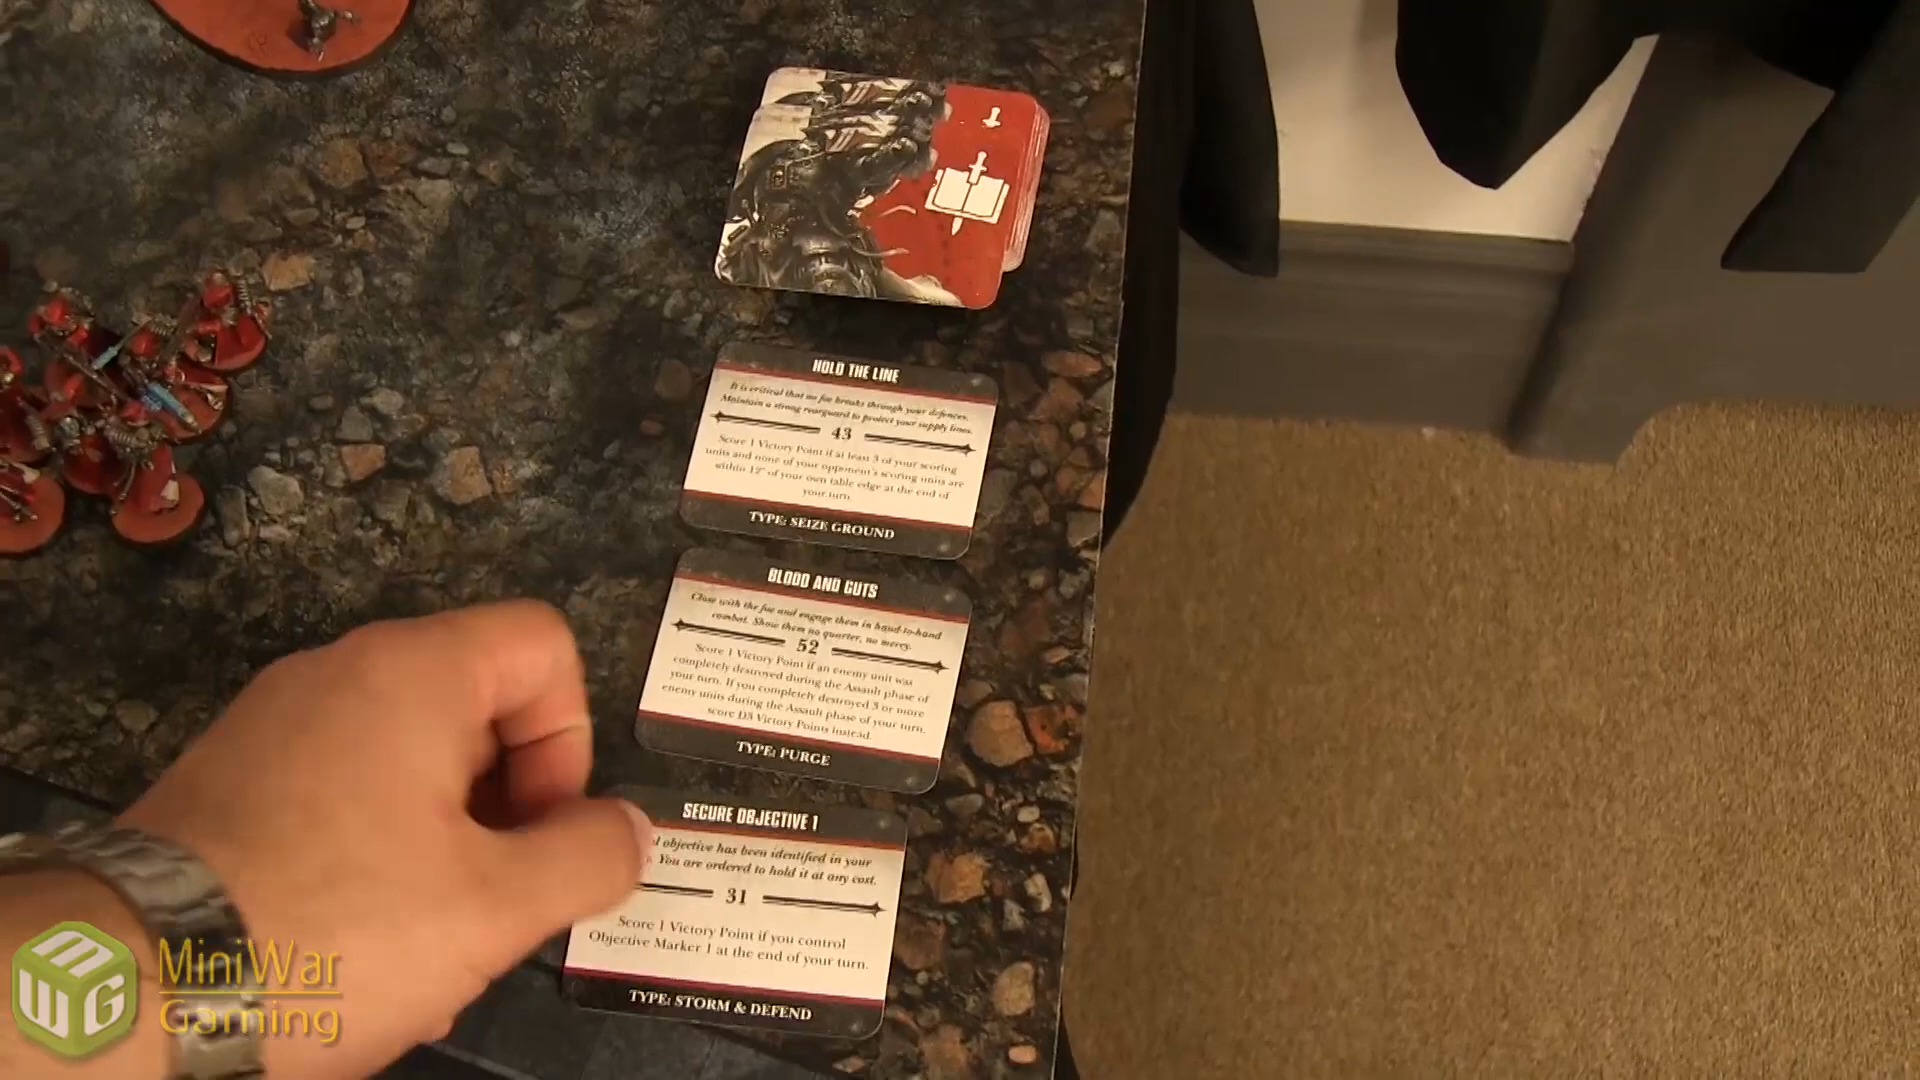 HOLD THE LINE
It is critical that no foe breaks through your defences.
Maintain a strong rearguard to protect your supply lines.
43
Score 1 Victory Point if at least 3 of your scoring
units and none of your opponent's scoring units are
within 12" of your own table edge at the end of
your turn.
TYPE: SEIZE GROUND
BLOOD AND GUTS
Close with the foe and engage them in hand-to-hand
combat. Show them no quarter, no mercy.
52
Score 1 Victory Point if an enemy unit was
completely destroyed during the Assault phase of
your turn. If you completely destroyed 3 or more
enemy units during the Assault phase of your turn,
score D3 Victory Points instead.
TYPE: PURGE
SECURE OBJECTIVE 1
objective has been identified in your
You are ordered to hold it at any cost.
31
Score 1 Victory Point if you control
Objective Marker 1 at the end of your turn.
TYPE: STORM & DEFEND
MWG
MiniWar
Gaming